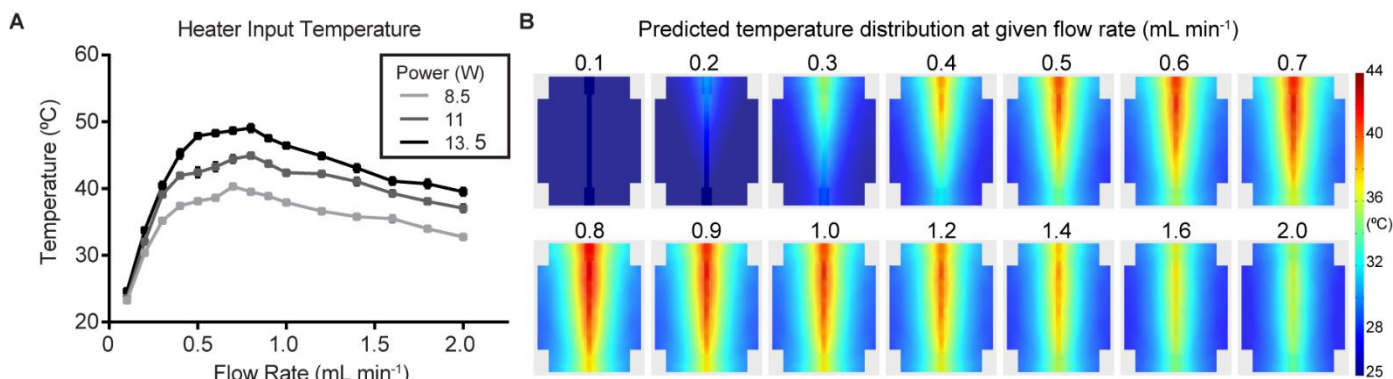 A
Heater Input Temperature
60
50
40
30
20
Temperature (ºC)
Power (W)
8.5
11
13. 5
0 0.5 1.0 1.5 2.0
Flow Rate (mL min-1)
B
Predicted temperature distribution at given flow rate (mL min-1)
0.1 0.2 0.3 0.4 0.5 0.6 0.7
0.8 0.9 1.0 1.2 1.4 1.6 2.0
44
40
36
(ºC)
32
28
25